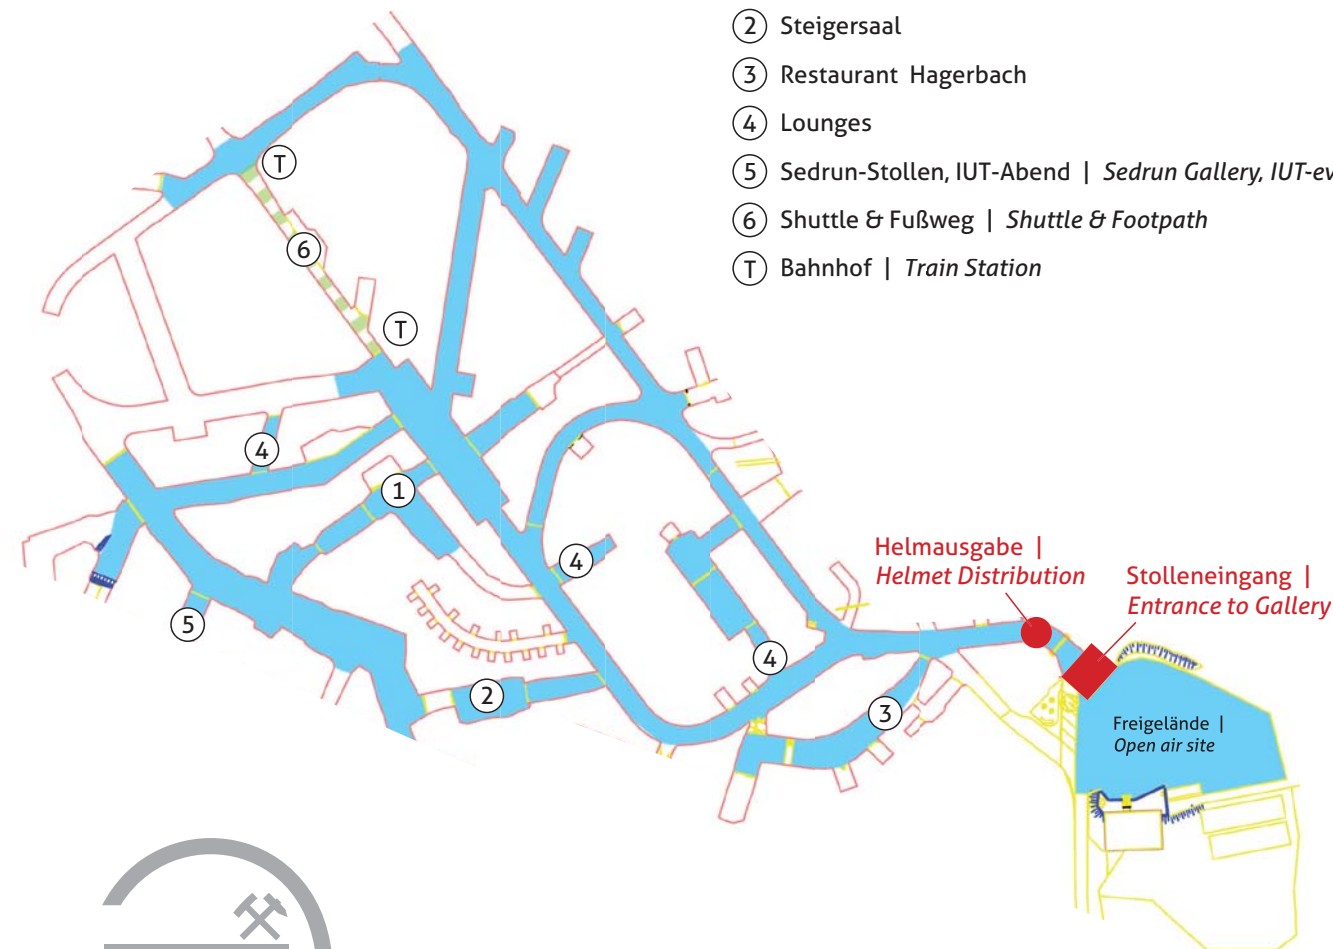 2 Steigersaal
3 Restaurant Hagerbach
4 Lounges
5 Sedrun-Stollen, IUT-Abend | Sedrun Gallery, IUT-ev
6 Shuttle & Fußweg | Shuttle & Footpath
T Bahnhof | Train Station
T
6
T
4
1
4
5
4
2
3
Helmausgabe |
Helmet Distribution
Stolleneingang |
Entrance to Gallery
Freigelände |
Open air site